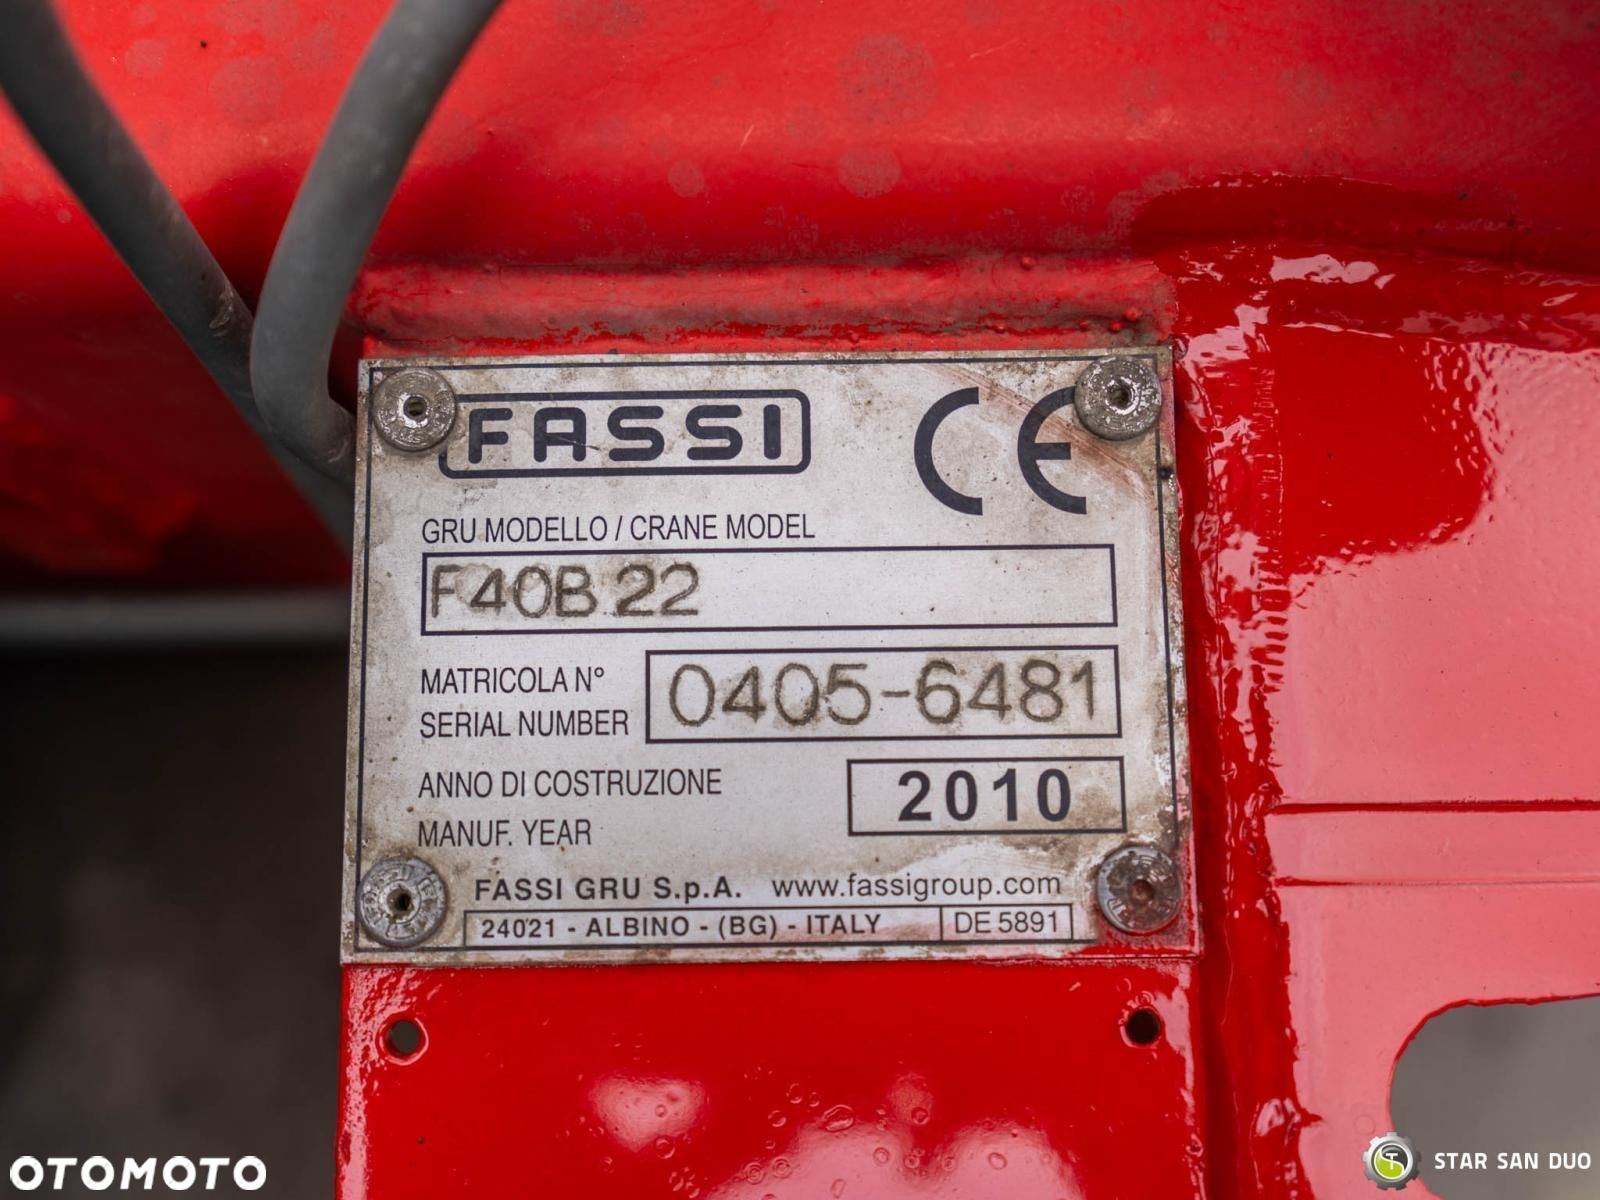 FASSI CE
GRU MODELLO / CRANE MODEL
F40B 22
MATRICOLA N°
SERIAL NUMBER
0405-6481
ANNO DI COSTRUZIONE
MANUF. YEAR
2010
FASSI GRU S.p.A. www.fassigroup.com
24021 - ALBINO - (BG) - ITALY DE 5891
OTOMOTO
STAR SAN DUO